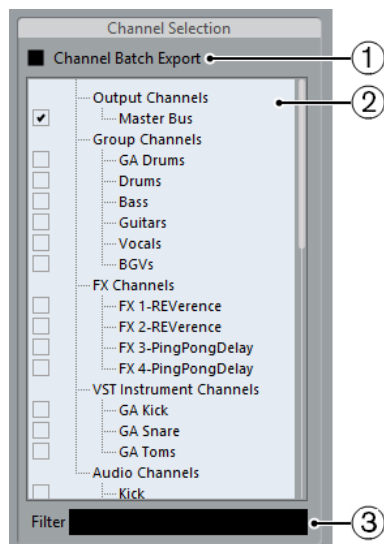 Channel Selection
Channel Batch Export
1
Output Channels
2
Master Bus
Group Channels
GA Drums
Drums
Bass
Guitars
Vocals
BGVs
FX Channels
FX 1-REVerence
FX 2-REVerence
FX 3-PingPongDelay
FX 4-PingPongDelay
VST Instrument Channels
GA Kick
GA Snare
GA Toms
Audio Channels
Kick
Filter
3